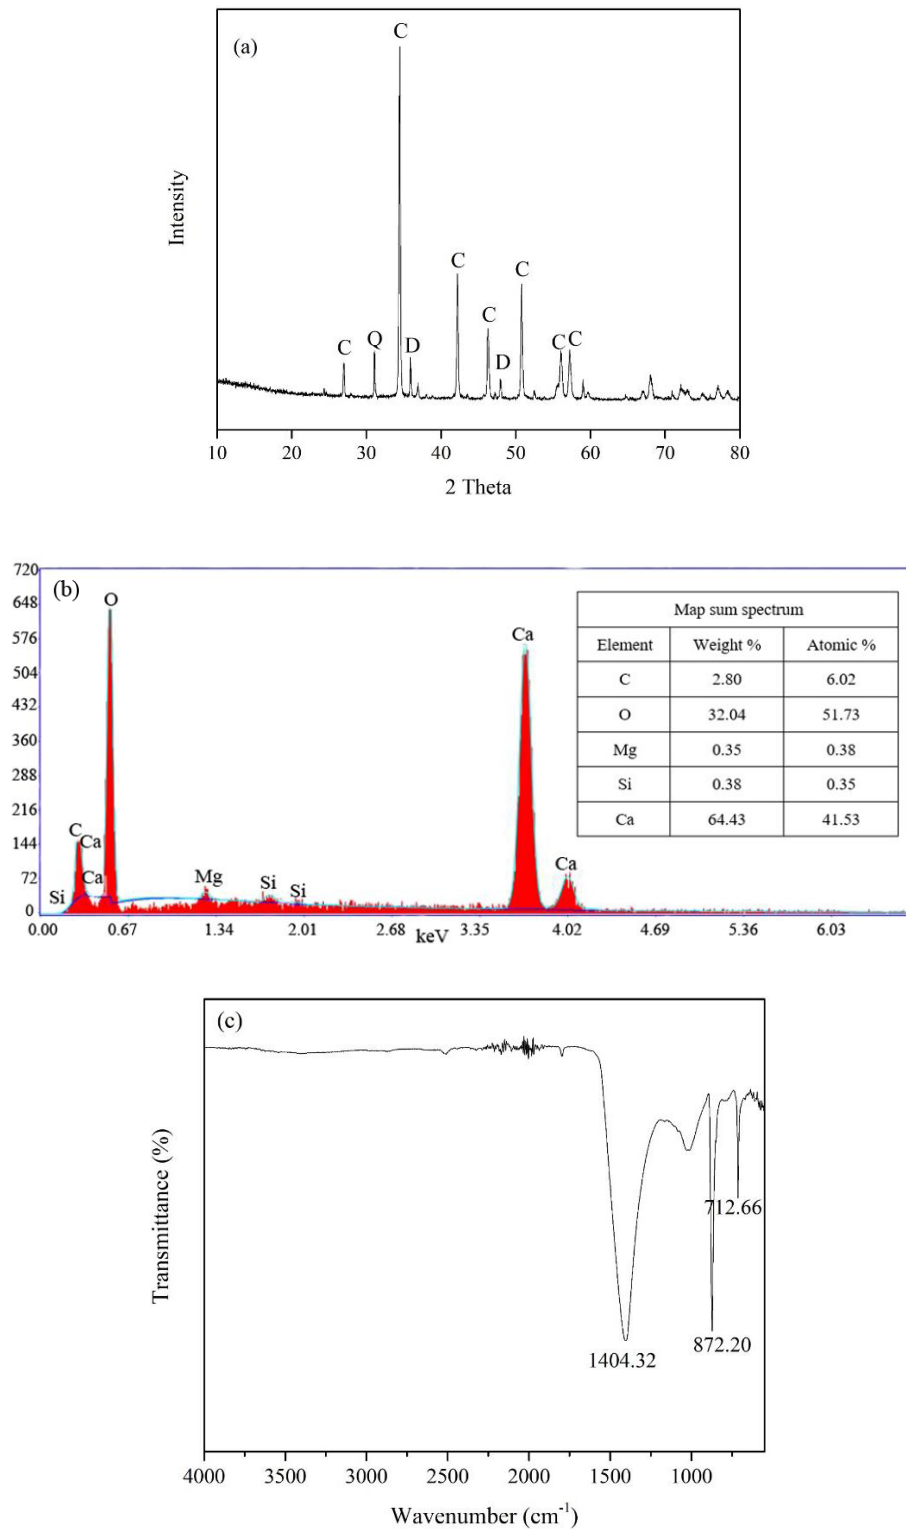 (a)
C
C
Q
D
C
C
D
C
C
C
Intensity
10 20 30 40 50 60 70 80
2 Theta
(b)
720
648
576
504
432
360
288
216
144
72
0
O
C
Ca
Ca
Si
Mg
Si
Si
Ca
Ca
0.00 0.67 1.34 2.01 2.68 3.35 4.02 4.69 5.36 6.03
keV
Map sum spectrum
Element Weight % Atomic %
C 2.80 6.02
O 32.04 51.73
Mg 0.35 0.38
Si 0.38 0.35
Ca 64.43 41.53
(c)
Transmittance (%)
712.66
872.20
1404.32
4000 3500 3000 2500 2000 1500 1000
Wavenumber (cm⁻¹)